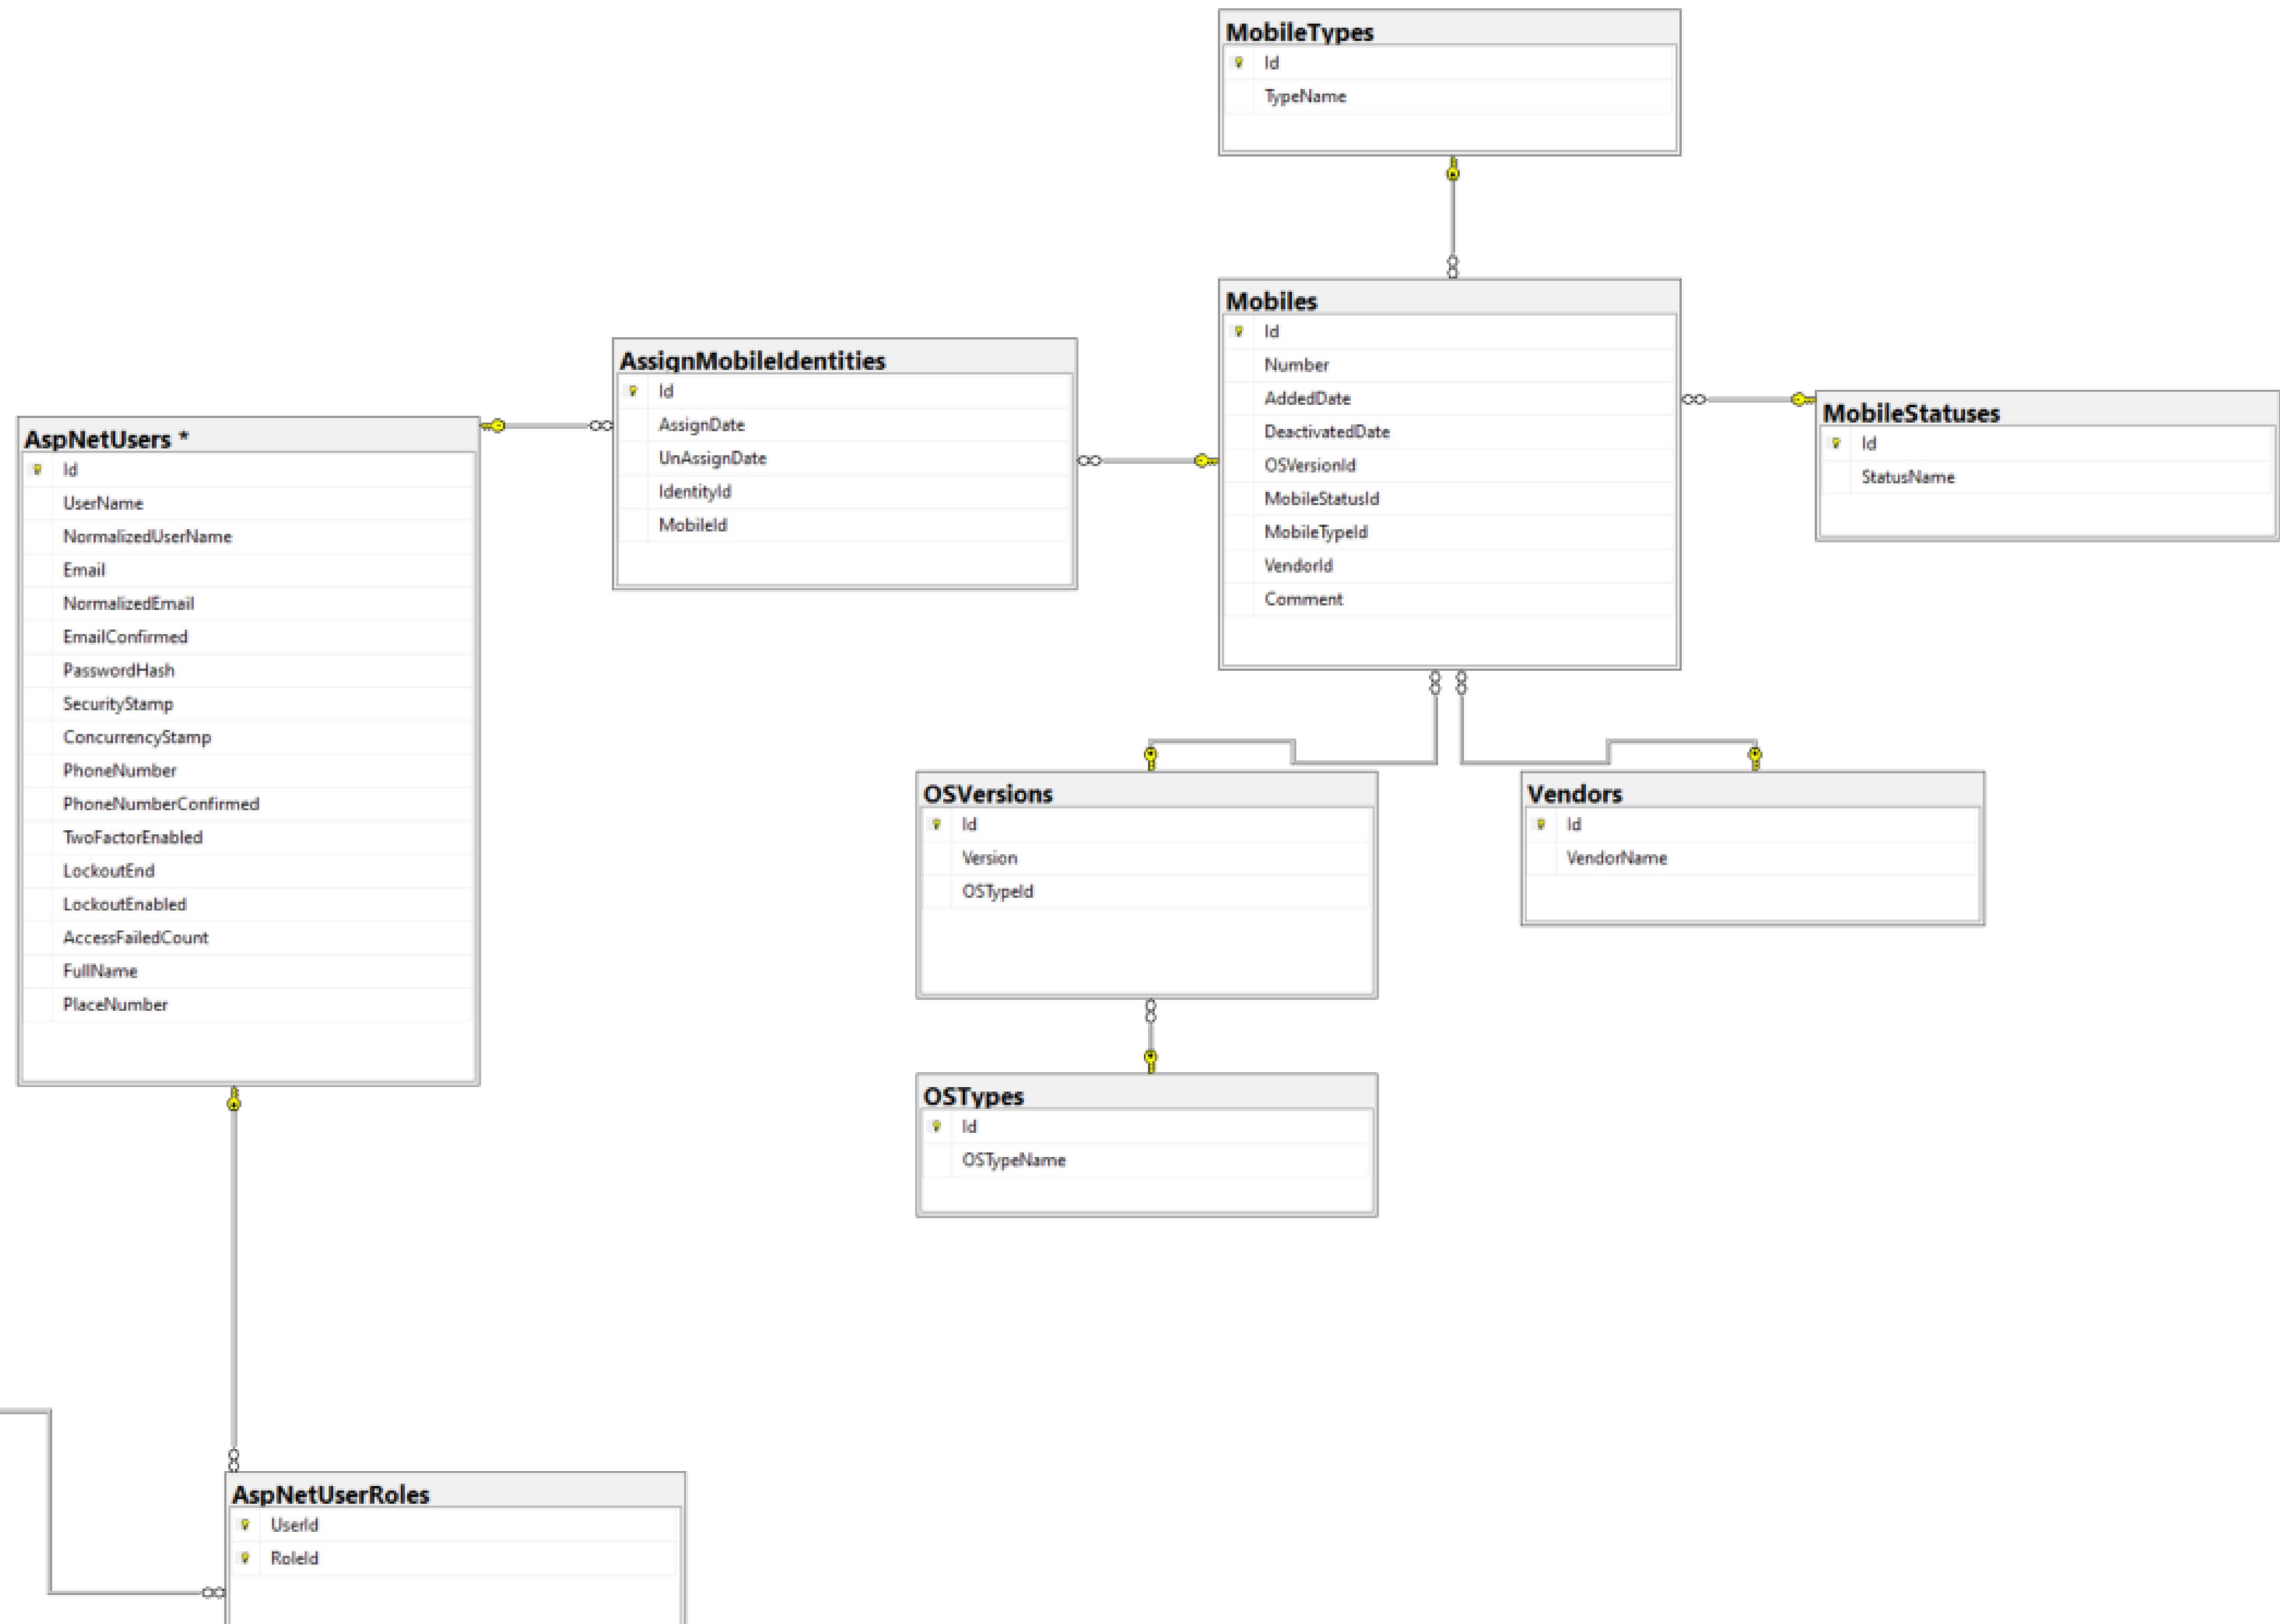 MobileTypes
Id
TypeName
Mobiles
Id
Number
AddedDate
DeactivatedDate
OSVersionId
MobileStatusId
MobileTypeId
VendorId
Comment
AssignMobileIdentities
Id
AssignDate
UnAssignDate
IdentityId
MobileId
MobileStatuses
Id
StatusName
AspNetUsers *
Id
UserName
NormalizedUserName
Email
NormalizedEmail
EmailConfirmed
PasswordHash
SecurityStamp
ConcurrencyStamp
PhoneNumber
PhoneNumberConfirmed
TwoFactorEnabled
LockoutEnd
LockoutEnabled
AccessFailedCount
FullName
PlaceNumber
OSVersions
Id
Version
OSTypeId
Vendors
Id
VendorName
OSTypes
Id
OSTypeName
AspNetUserRoles
UserId
RoleId